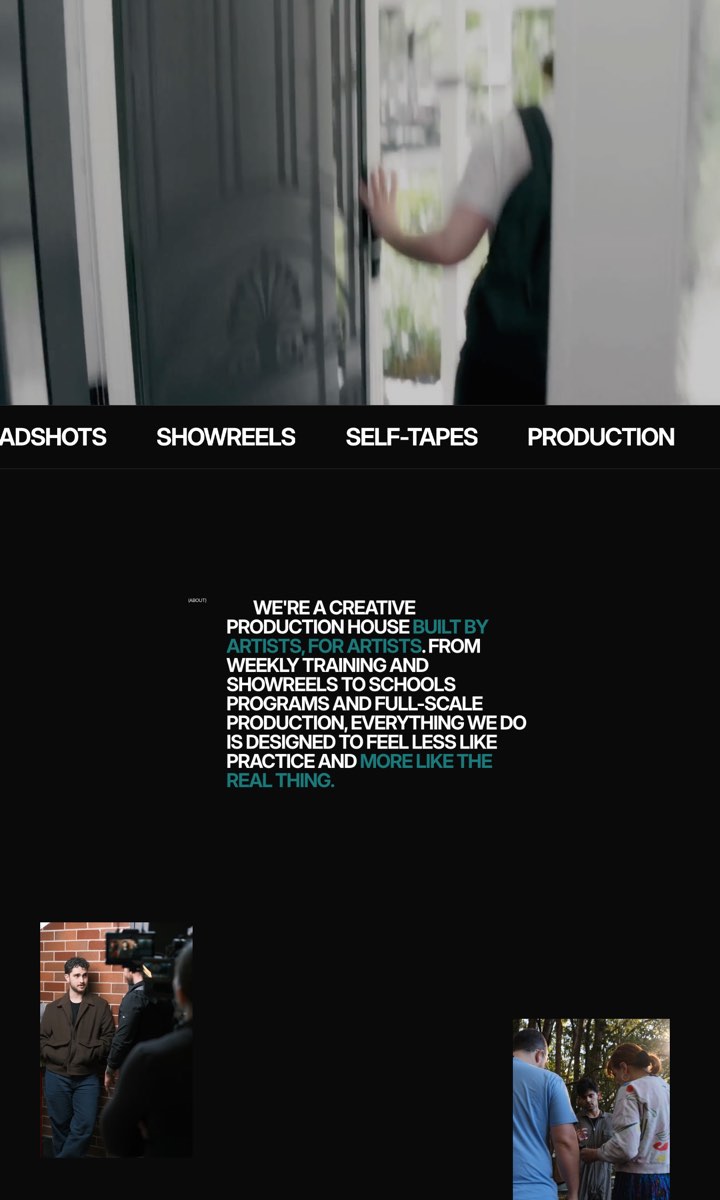 ADSHOTS SHOWREELS SELF-TAPES PRODUCTION
(ABOUT)
WE'RE A CREATIVE
PRODUCTION HOUSE BUILT BY
ARTISTS, FOR ARTISTS. FROM
WEEKLY TRAINING AND
SHOWREELS TO SCHOOLS
PROGRAMS AND FULL-SCALE
PRODUCTION, EVERYTHING WE DO
IS DESIGNED TO FEEL LESS LIKE
PRACTICE AND MORE LIKE THE
REAL THING.